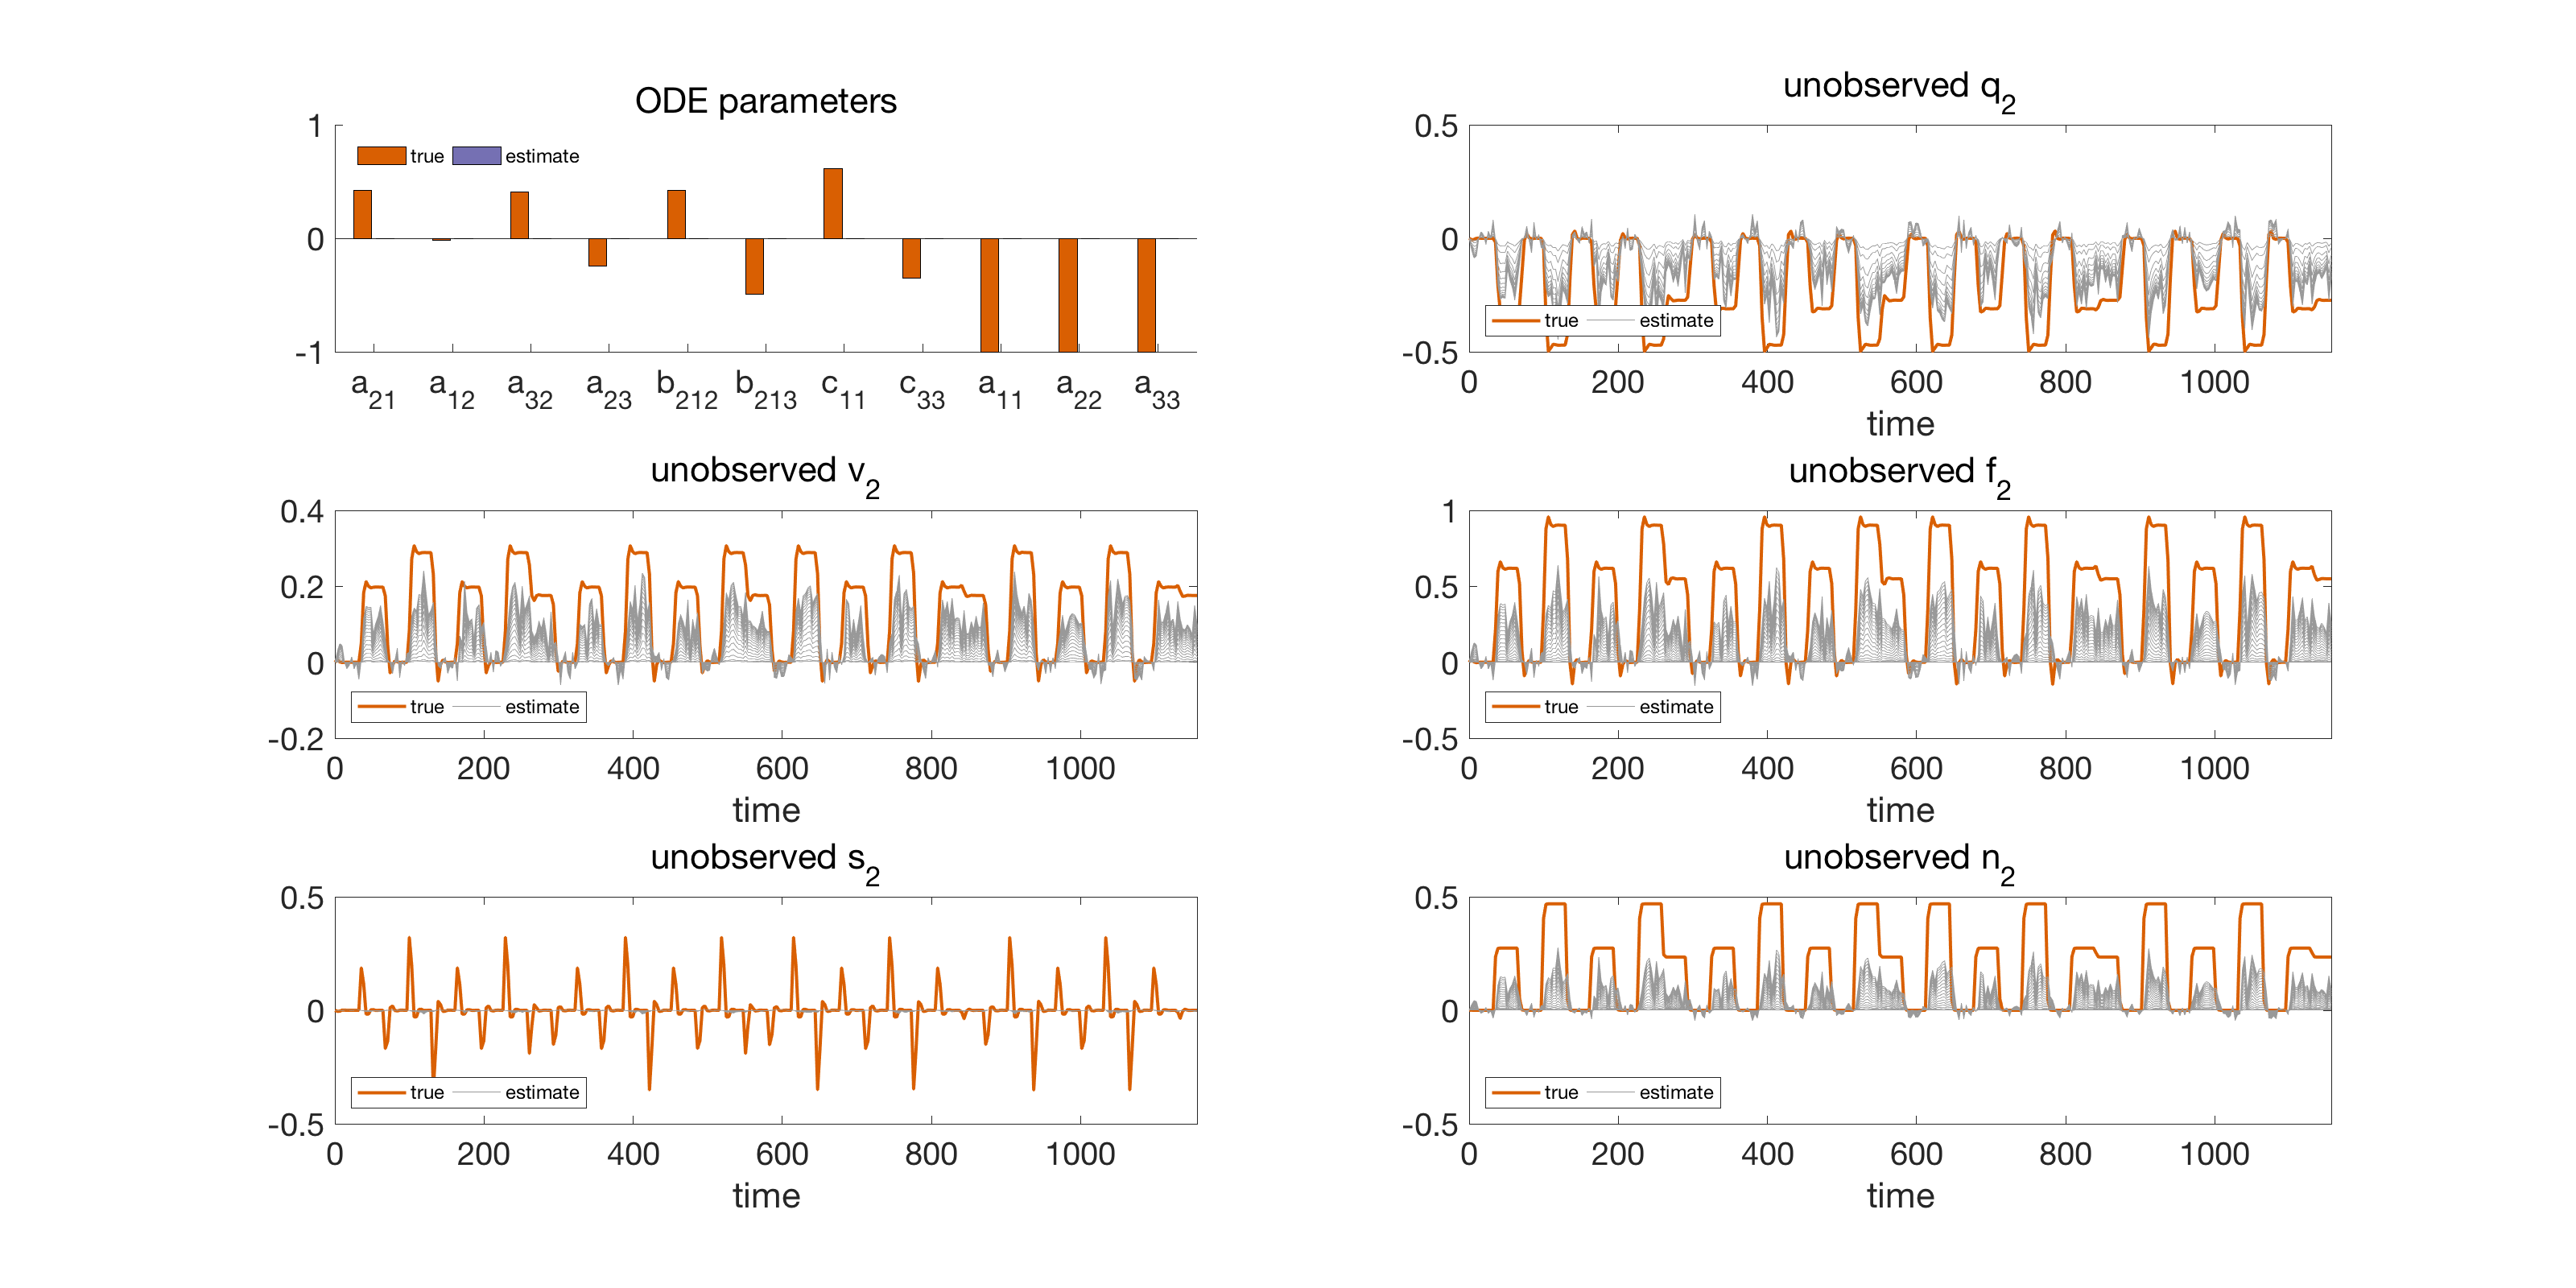 ODE parameters
1
0
-1
true estimate
a21 a12 a32 a23 b212 b213 c11 c33 a11 a22 a33
unobserved q2
0.5
0
-0.5
true estimate
0 200 400 600 800 1000
time
unobserved v2
0.4
0.2
0
-0.2
true estimate
0 200 400 600 800 1000
time
unobserved f2
1
0.5
0
-0.5
true estimate
0 200 400 600 800 1000
time
unobserved s2
0.5
0
-0.5
true estimate
0 200 400 600 800 1000
time
unobserved n2
0.5
0
-0.5
true estimate
0 200 400 600 800 1000
time